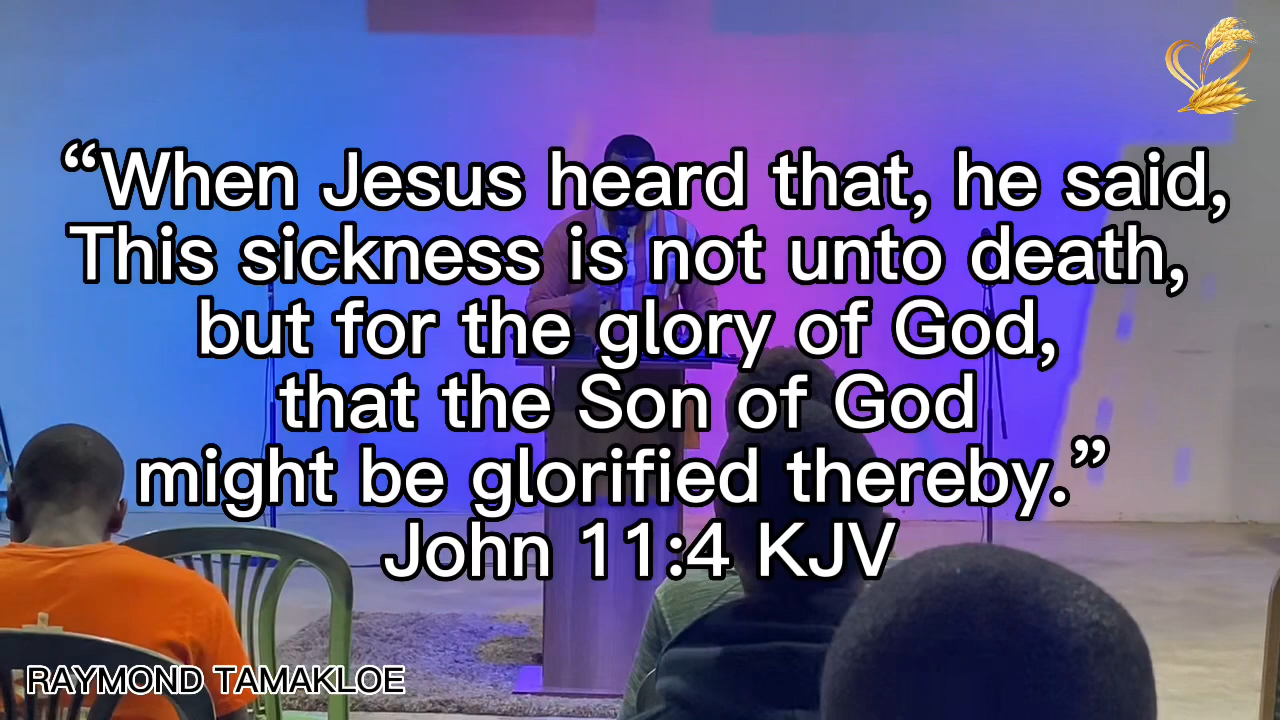 “When Jesus heard that, he said,
This sickness is not unto death,
but for the glory of God,
that the Son of God
might be glorified thereby.”
John 11:4 KJV
RAYMOND TAMAKLOE